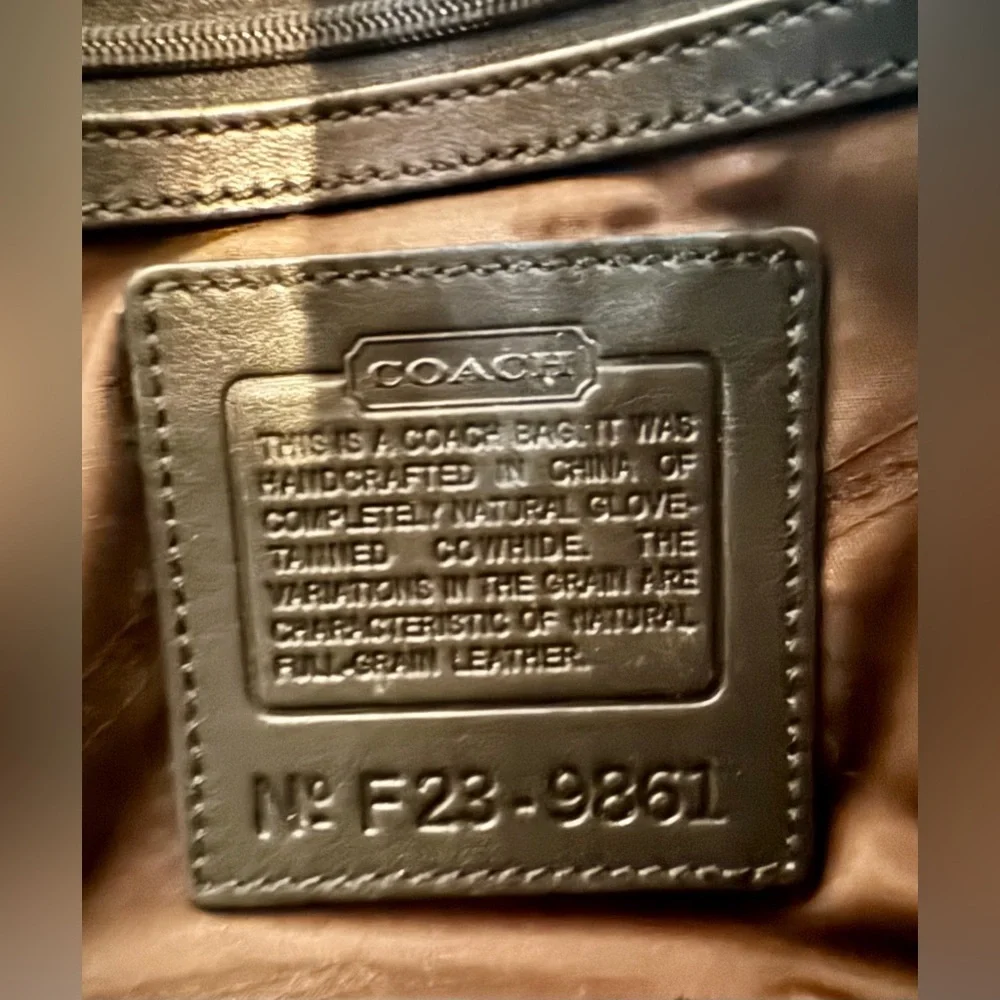 COACH
THIS IS A COACH BAG. IT WAS
HANDCRAFTED IN CHINA OF
COMPLETELY NATURAL GLOVE-
TANNED COWHIDE. THE
VARIATIONS IN THE GRAIN ARE
CHARACTERISTIC OF NATURAL
FULL-GRAIN LEATHER.
Nº F23-9861